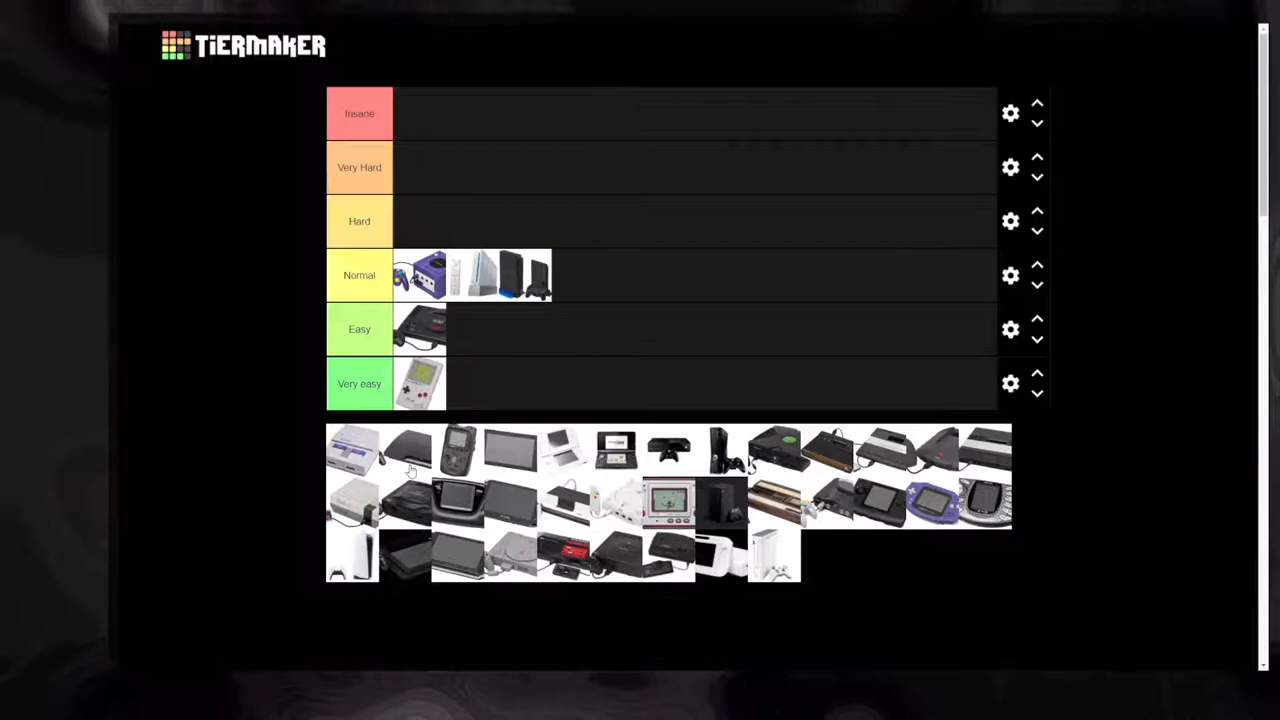 TiERMAKER
Insane
Very Hard
Hard
Normal
Easy
Very easy